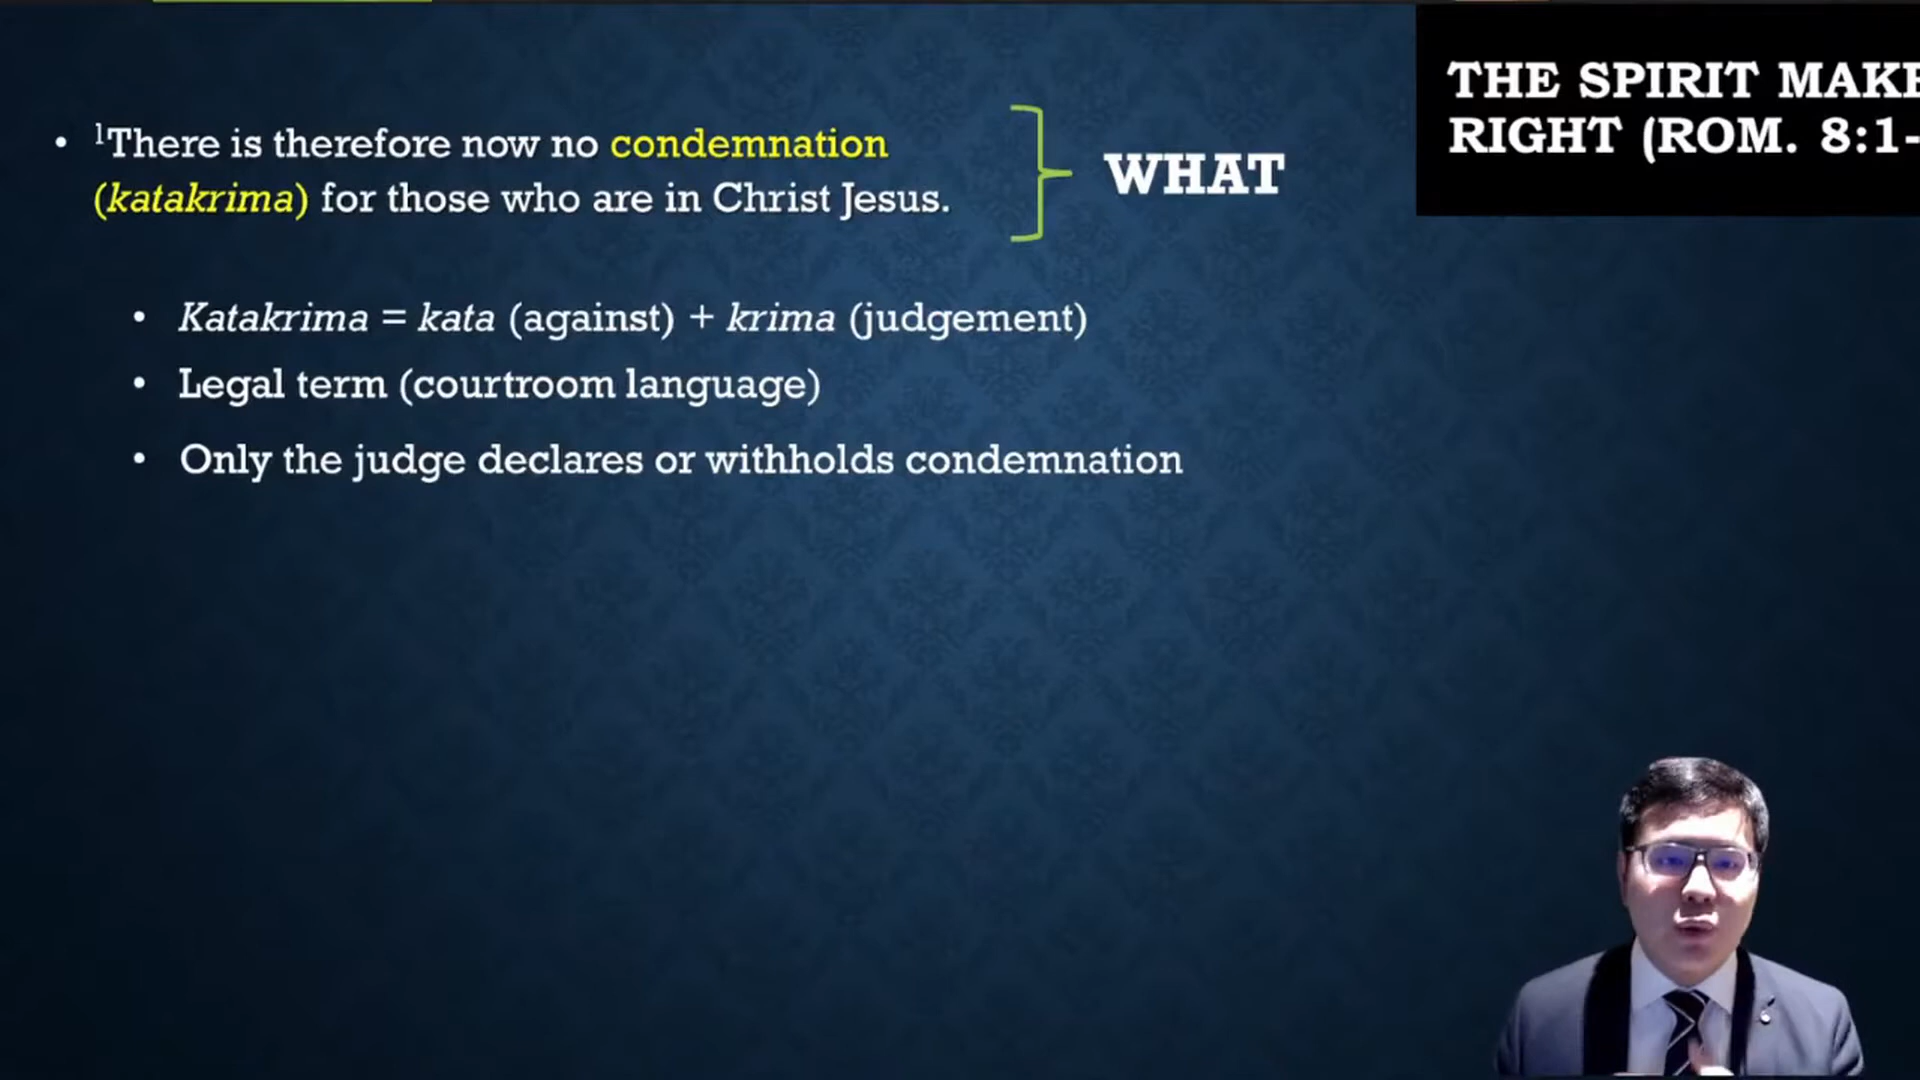 THE SPIRIT MAKE
RIGHT (ROM. 8:1-
• ¹There is therefore now no condemnation
(katakrima) for those who are in Christ Jesus.
WHAT
• Katakrima = kata (against) + krima (judgement)
• Legal term (courtroom language)
• Only the judge declares or withholds condemnation